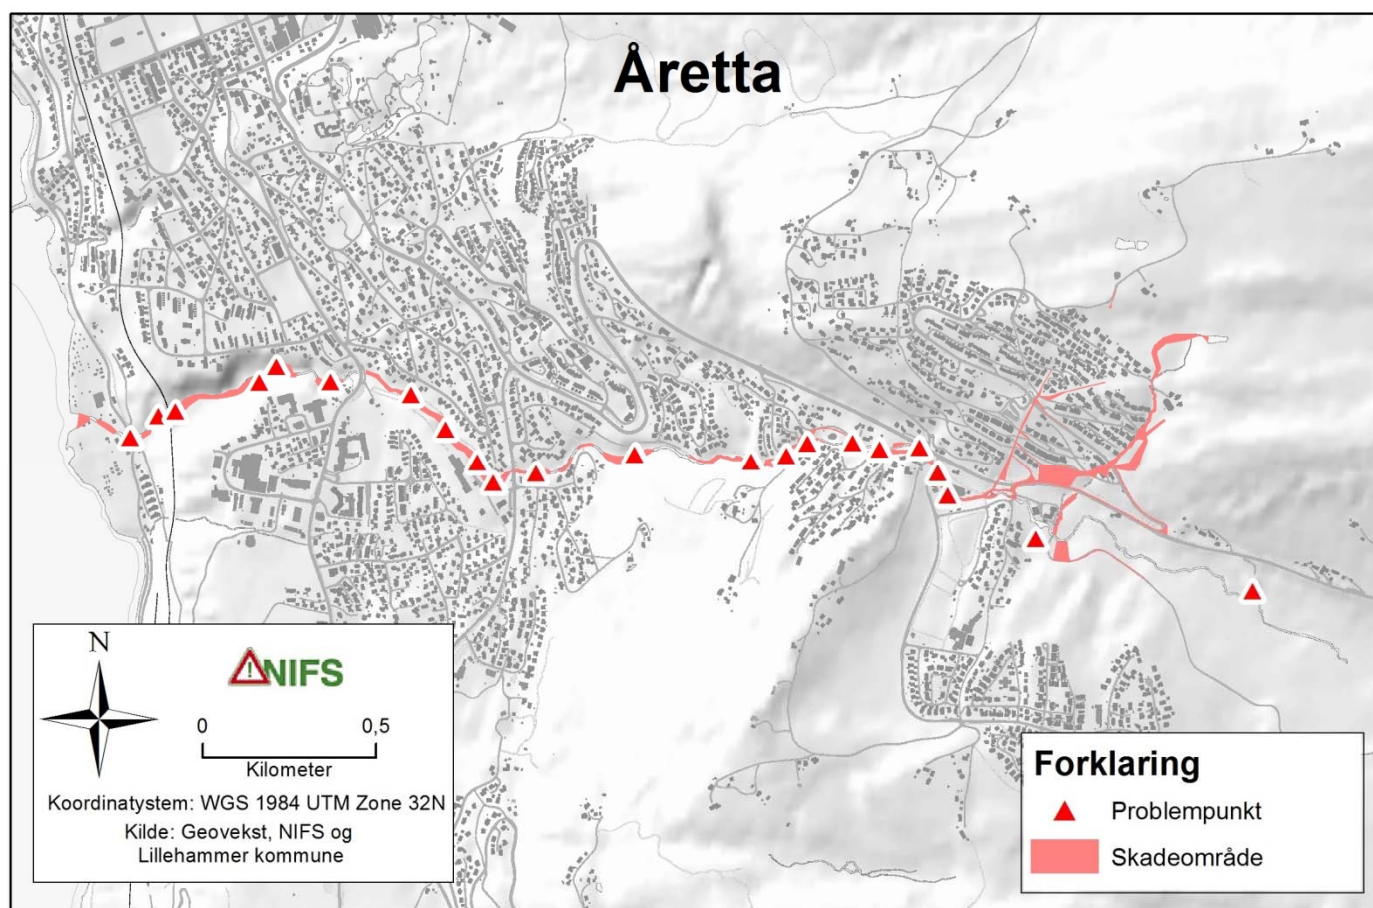 Åretta
N
NIFS
0 0,5
Kilometer
Koordinatystem: WGS 1984 UTM Zone 32N
Kilde: Geovekst, NIFS og
Lillehammer kommune
Forklaring
Problempunkt
Skadeområde